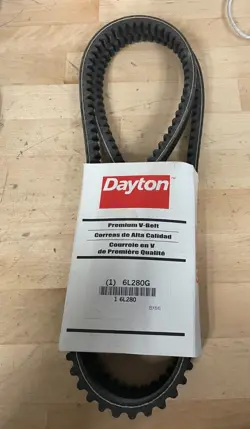 Dayton
Premium V-Belt
Correas de Alta Calidad
Courroie en V
de Première Qualité
(1) 6L280G
1 6L280